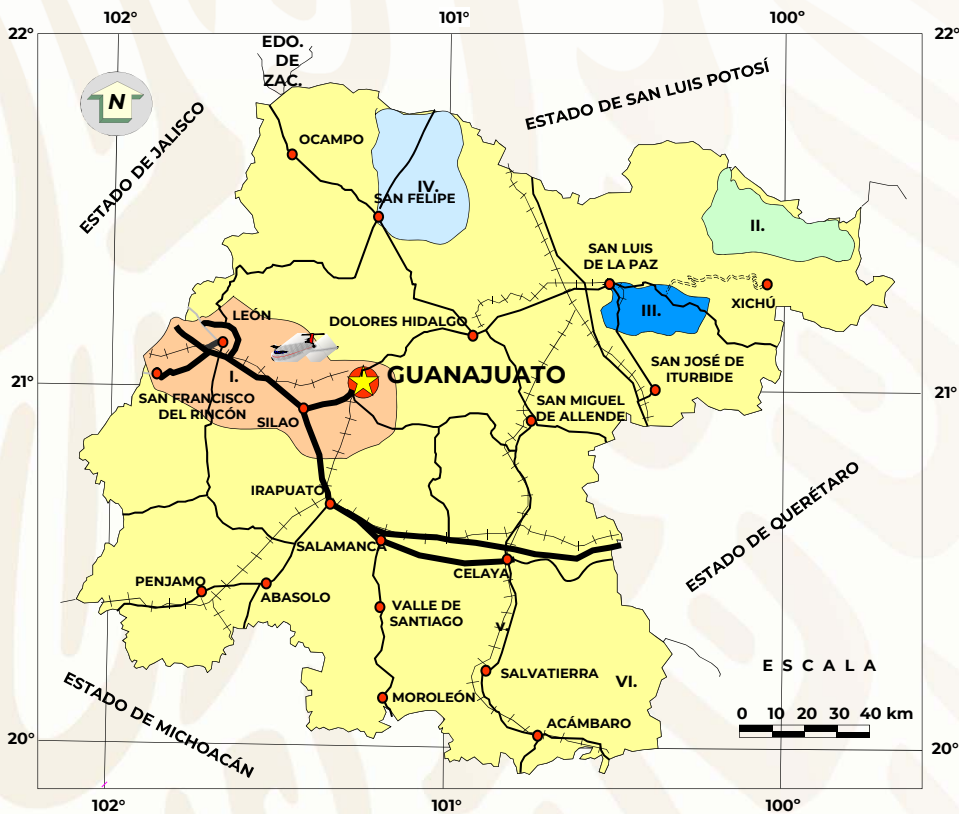 102°
101°
100°
22°
22°
EDO.
DE
ZAC.
ESTADO DE SAN LUIS POTOSÍ
N
ESTADO DE JALISCO
OCAMPO
IV.
SAN FELIPE
II.
SAN LUIS
DE LA PAZ
XICHÚ
III.
LEÓN
DOLORES HIDALGO
I.
GUANAJUATO
SAN JOSÉ DE
ITURBIDE
21°
21°
SAN FRANCISCO
DEL RINCÓN
SILAO
SAN MIGUEL
DE ALLENDE
ESTADO DE QUERÉTARO
IRAPUATO
SALAMANCA
CELAYA
PENJAMO
ABASOLO
VALLE DE
SANTIAGO
V.
ESCALA
SALVATIERRA
VI.
ESTADO DE MICHOACÁN
MOROLEÓN
ACÁMBARO
0 10 20 30 40 km
20°
20°
102°
101°
100°